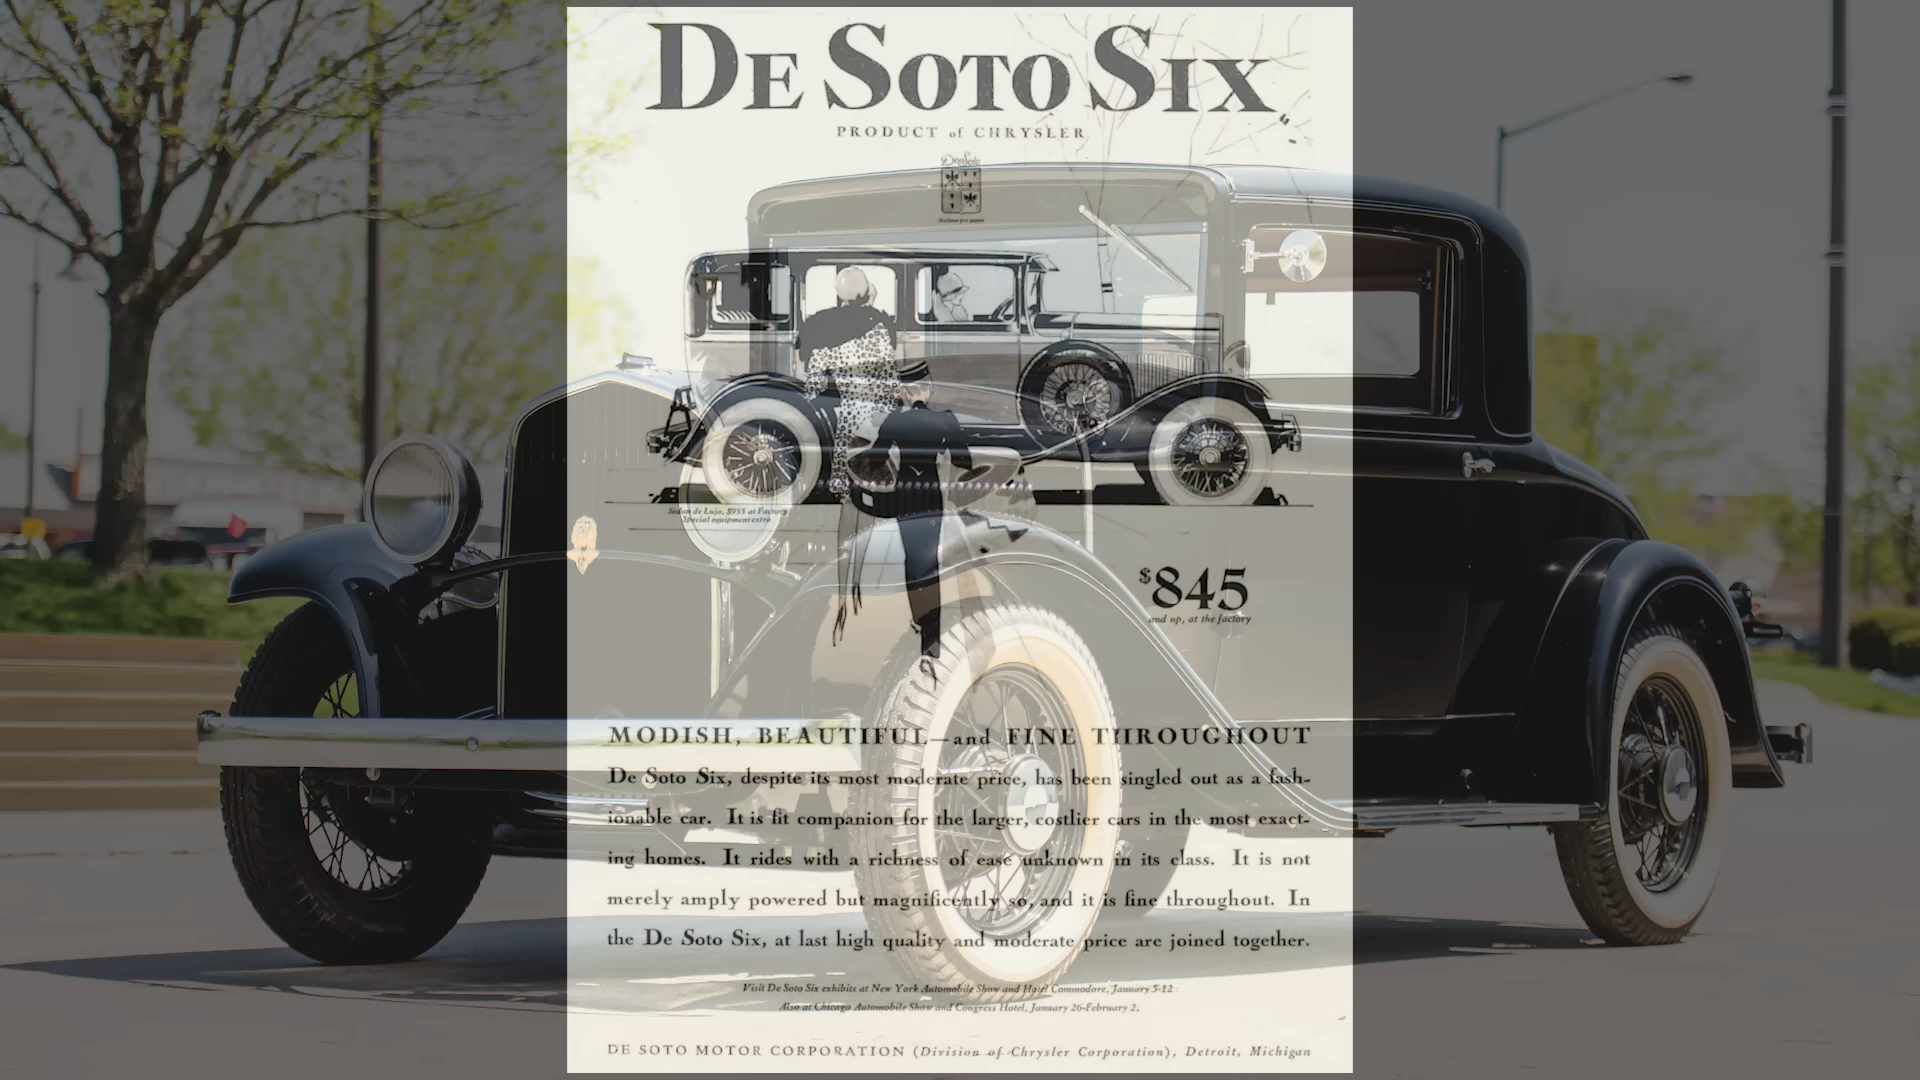 DE SOTO SIX
PRODUCT of CHRYSLER
De Soto
Sedan de Lujo, $955 at Factory
Special equipment extra
$845
and up, at the factory
MODISH, BEAUTIFUL—and FINE THROUGHOUT
De Soto Six, despite its most moderate price, has been singled out as a fash-
ionable car. It is fit companion for the larger, costlier cars in the most exact-
ing homes. It rides with a richness of ease unknown in its class. It is not
merely amply powered but magnificently so, and it is fine throughout. In
the De Soto Six, at last high quality and moderate price are joined together.
Visit De Soto Six exhibits at New York Automobile Show and Hotel Commodore, January 5-12
Also at Chicago Automobile Show and Congress Hotel, January 26-February 2.
DE SOTO MOTOR CORPORATION (Division of Chrysler Corporation), Detroit, Michigan